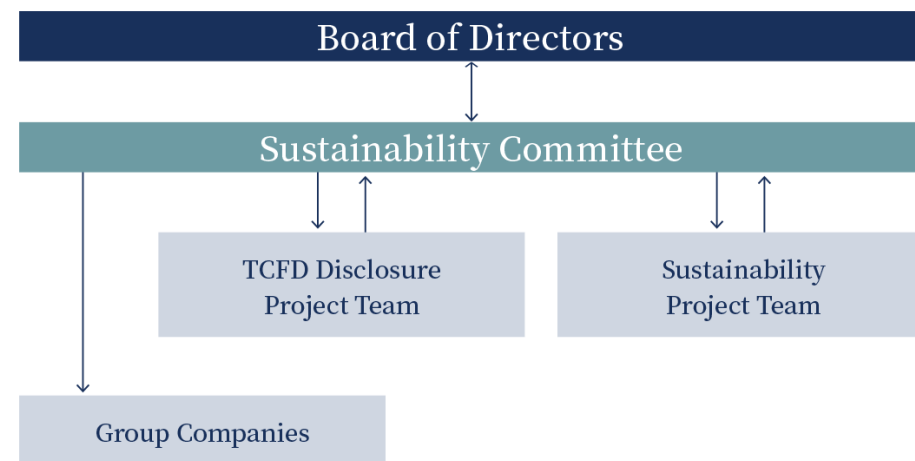 Board of Directors
Sustainability Committee
TCFD Disclosure
Project Team
Sustainability
Project Team
Group Companies